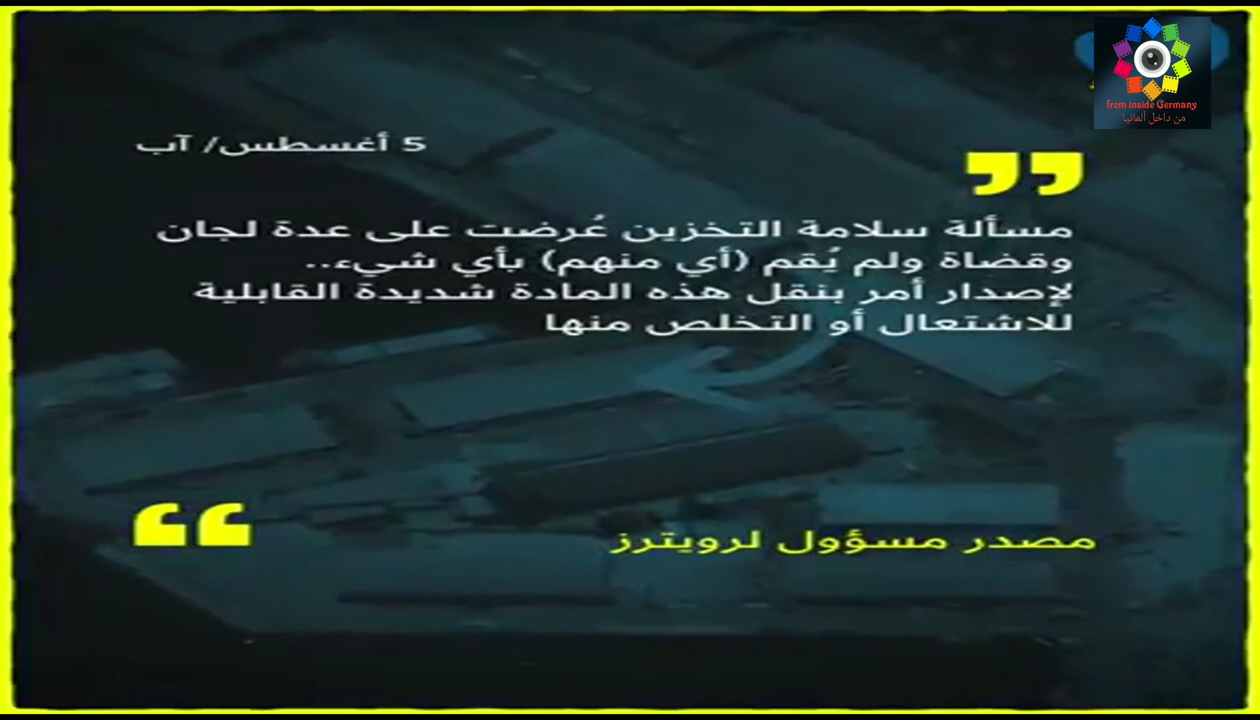 from inside Germany
من داخل ألمانيا
5 أغسطس/ آب
مسألة سلامة التخزين عُرضت على عدة لجان
وقضاة ولم يُقم (أي منهم) بأي شيء..
لإصدار أمر بنقل هذه المادة شديدة القابلية
للاشتعال أو التخلص منها
مصدر مسؤول لرويترز